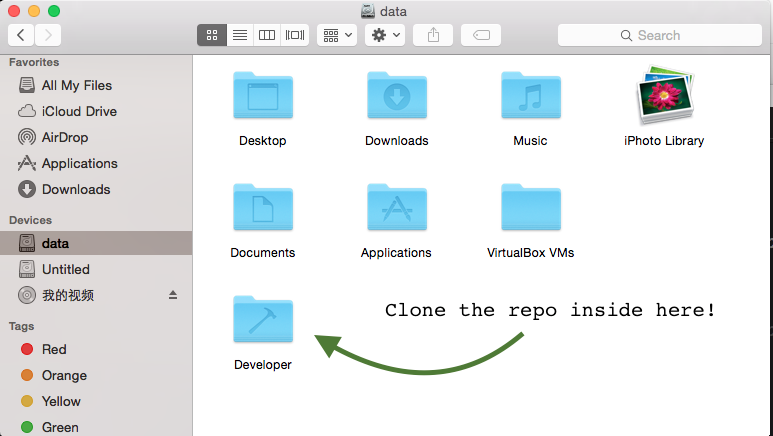 data
Search
Favorites
All My Files
iCloud Drive
AirDrop
Applications
Downloads
Devices
data
Untitled
我的视频
Tags
Red
Orange
Yellow
Green
Desktop
Downloads
Music
iPhoto Library
Documents
Applications
VirtualBox VMs
Developer
Clone the repo inside here!